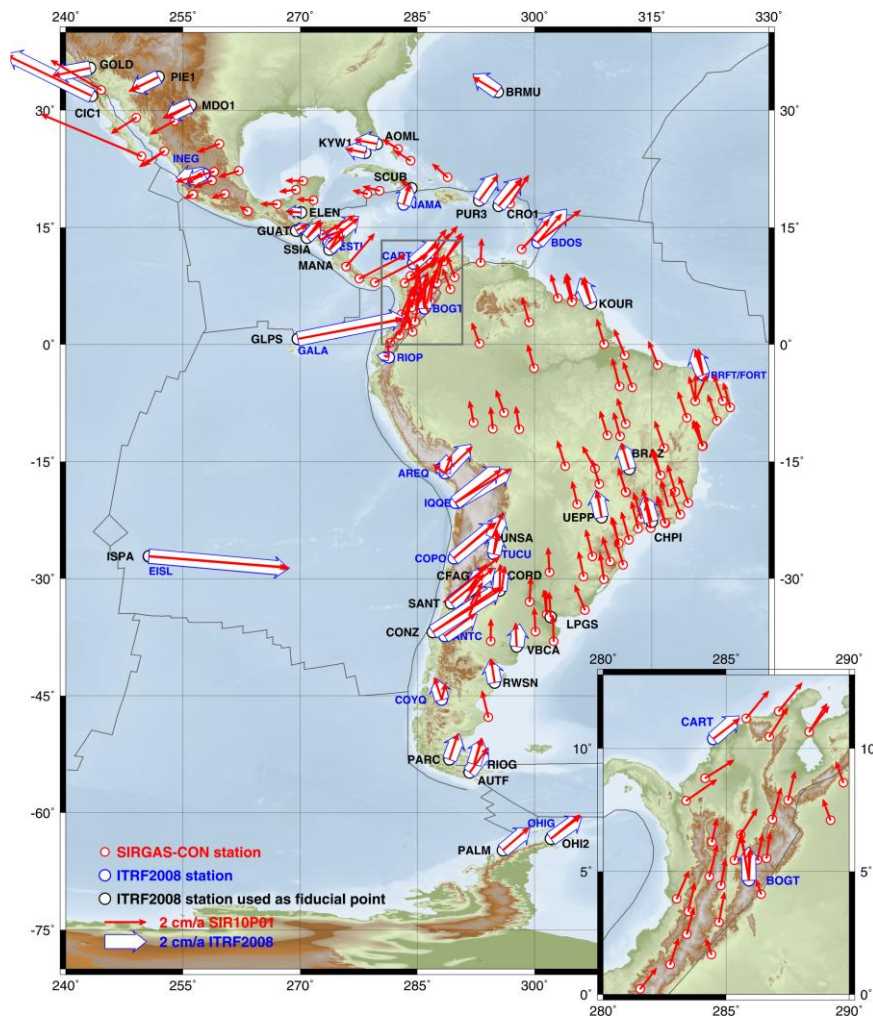 240° 255° 270° 285° 300° 315° 330°
GOLD
PIE1
BRMU
CIC1
MDO1
30° 30°
KYW1 AOML
INEG
SCUB
JAMA
ELEN
PUR3 CRO1
15° GUAT 15°
SSIA ESTI
BDOS
MANA
CART
BOGT
KOUR
GLPS
0° 0°
GALA
RIOP
BRFT/FORT
AREQ
BRAZ
-15° -15°
IQQE
UEPP
CHPI
UNSA
ISPA
COPO TUCU
EISL
CFAG CORD
-30° -30°
SANT
LPGS
CONZ
ANTC
VBCA
RWSN
280° 285° 290°
-45° COYQ
CART
10° 10°
PARC
RIOG
AUTF
-60°
OHIG
PALM OHI2
SIRGAS-CON station
5° 5°
ITRF2008 station
BOGT
ITRF2008 station used as fiducial point
2 cm/a SIR10P01
-75°
2 cm/a ITRF2008
0° 0°
240° 255° 270° 285° 300° 280° 285° 290°